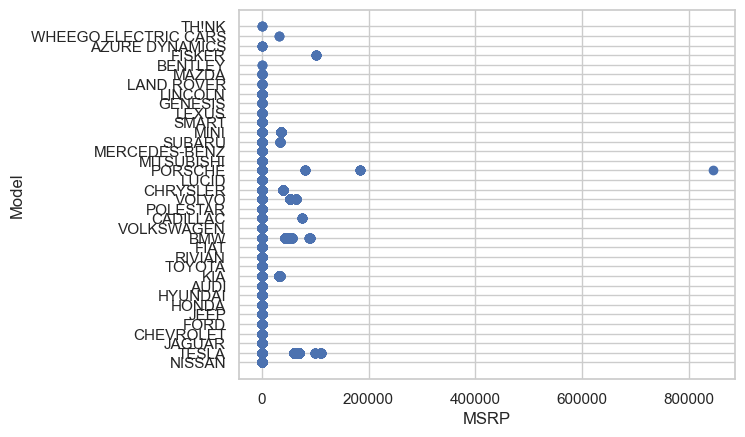 TH!NK
WHEEGO ELECTRIC CARS
AZURE DYNAMICS
FISKER
BENTLEY
MAZDA
LAND ROVER
LINCOLN
GENESIS
LEXUS
SMART
MINI
SUBARU
MERCEDES-BENZ
MITSUBISHI
PORSCHE
LUCID
CHRYSLER
VOLVO
POLESTAR
CADILLAC
VOLKSWAGEN
BMW
FIAT
RIVIAN
TOYOTA
KIA
AUDI
HYUNDAI
HONDA
JEEP
FORD
CHEVROLET
JAGUAR
TESLA
NISSAN
Model
0 200000 400000 600000 800000
MSRP